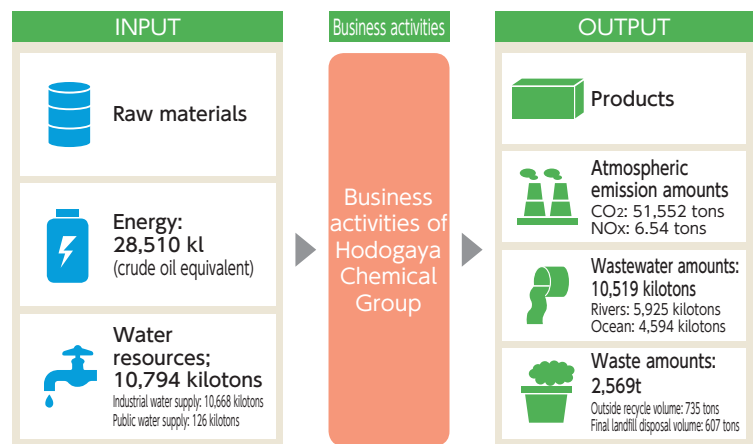 INPUT
Raw materials
Energy:
28,510 kl
(crude oil equivalent)
Water
resources;
10,794 kilotons
Industrial water supply: 10,668 kilotons
Public water supply: 126 kilotons
Business activities
Business
activities of
Hodogaya
Chemical
Group
OUTPUT
Products
Atmospheric
emission amounts
CO2: 51,552 tons
NOx: 6.54 tons
Wastewater amounts:
10,519 kilotons
Rivers: 5,925 kilotons
Ocean: 4,594 kilotons
Waste amounts:
2,569t
Outside recycle volume: 735 tons
Final landfill disposal volume: 607 tons